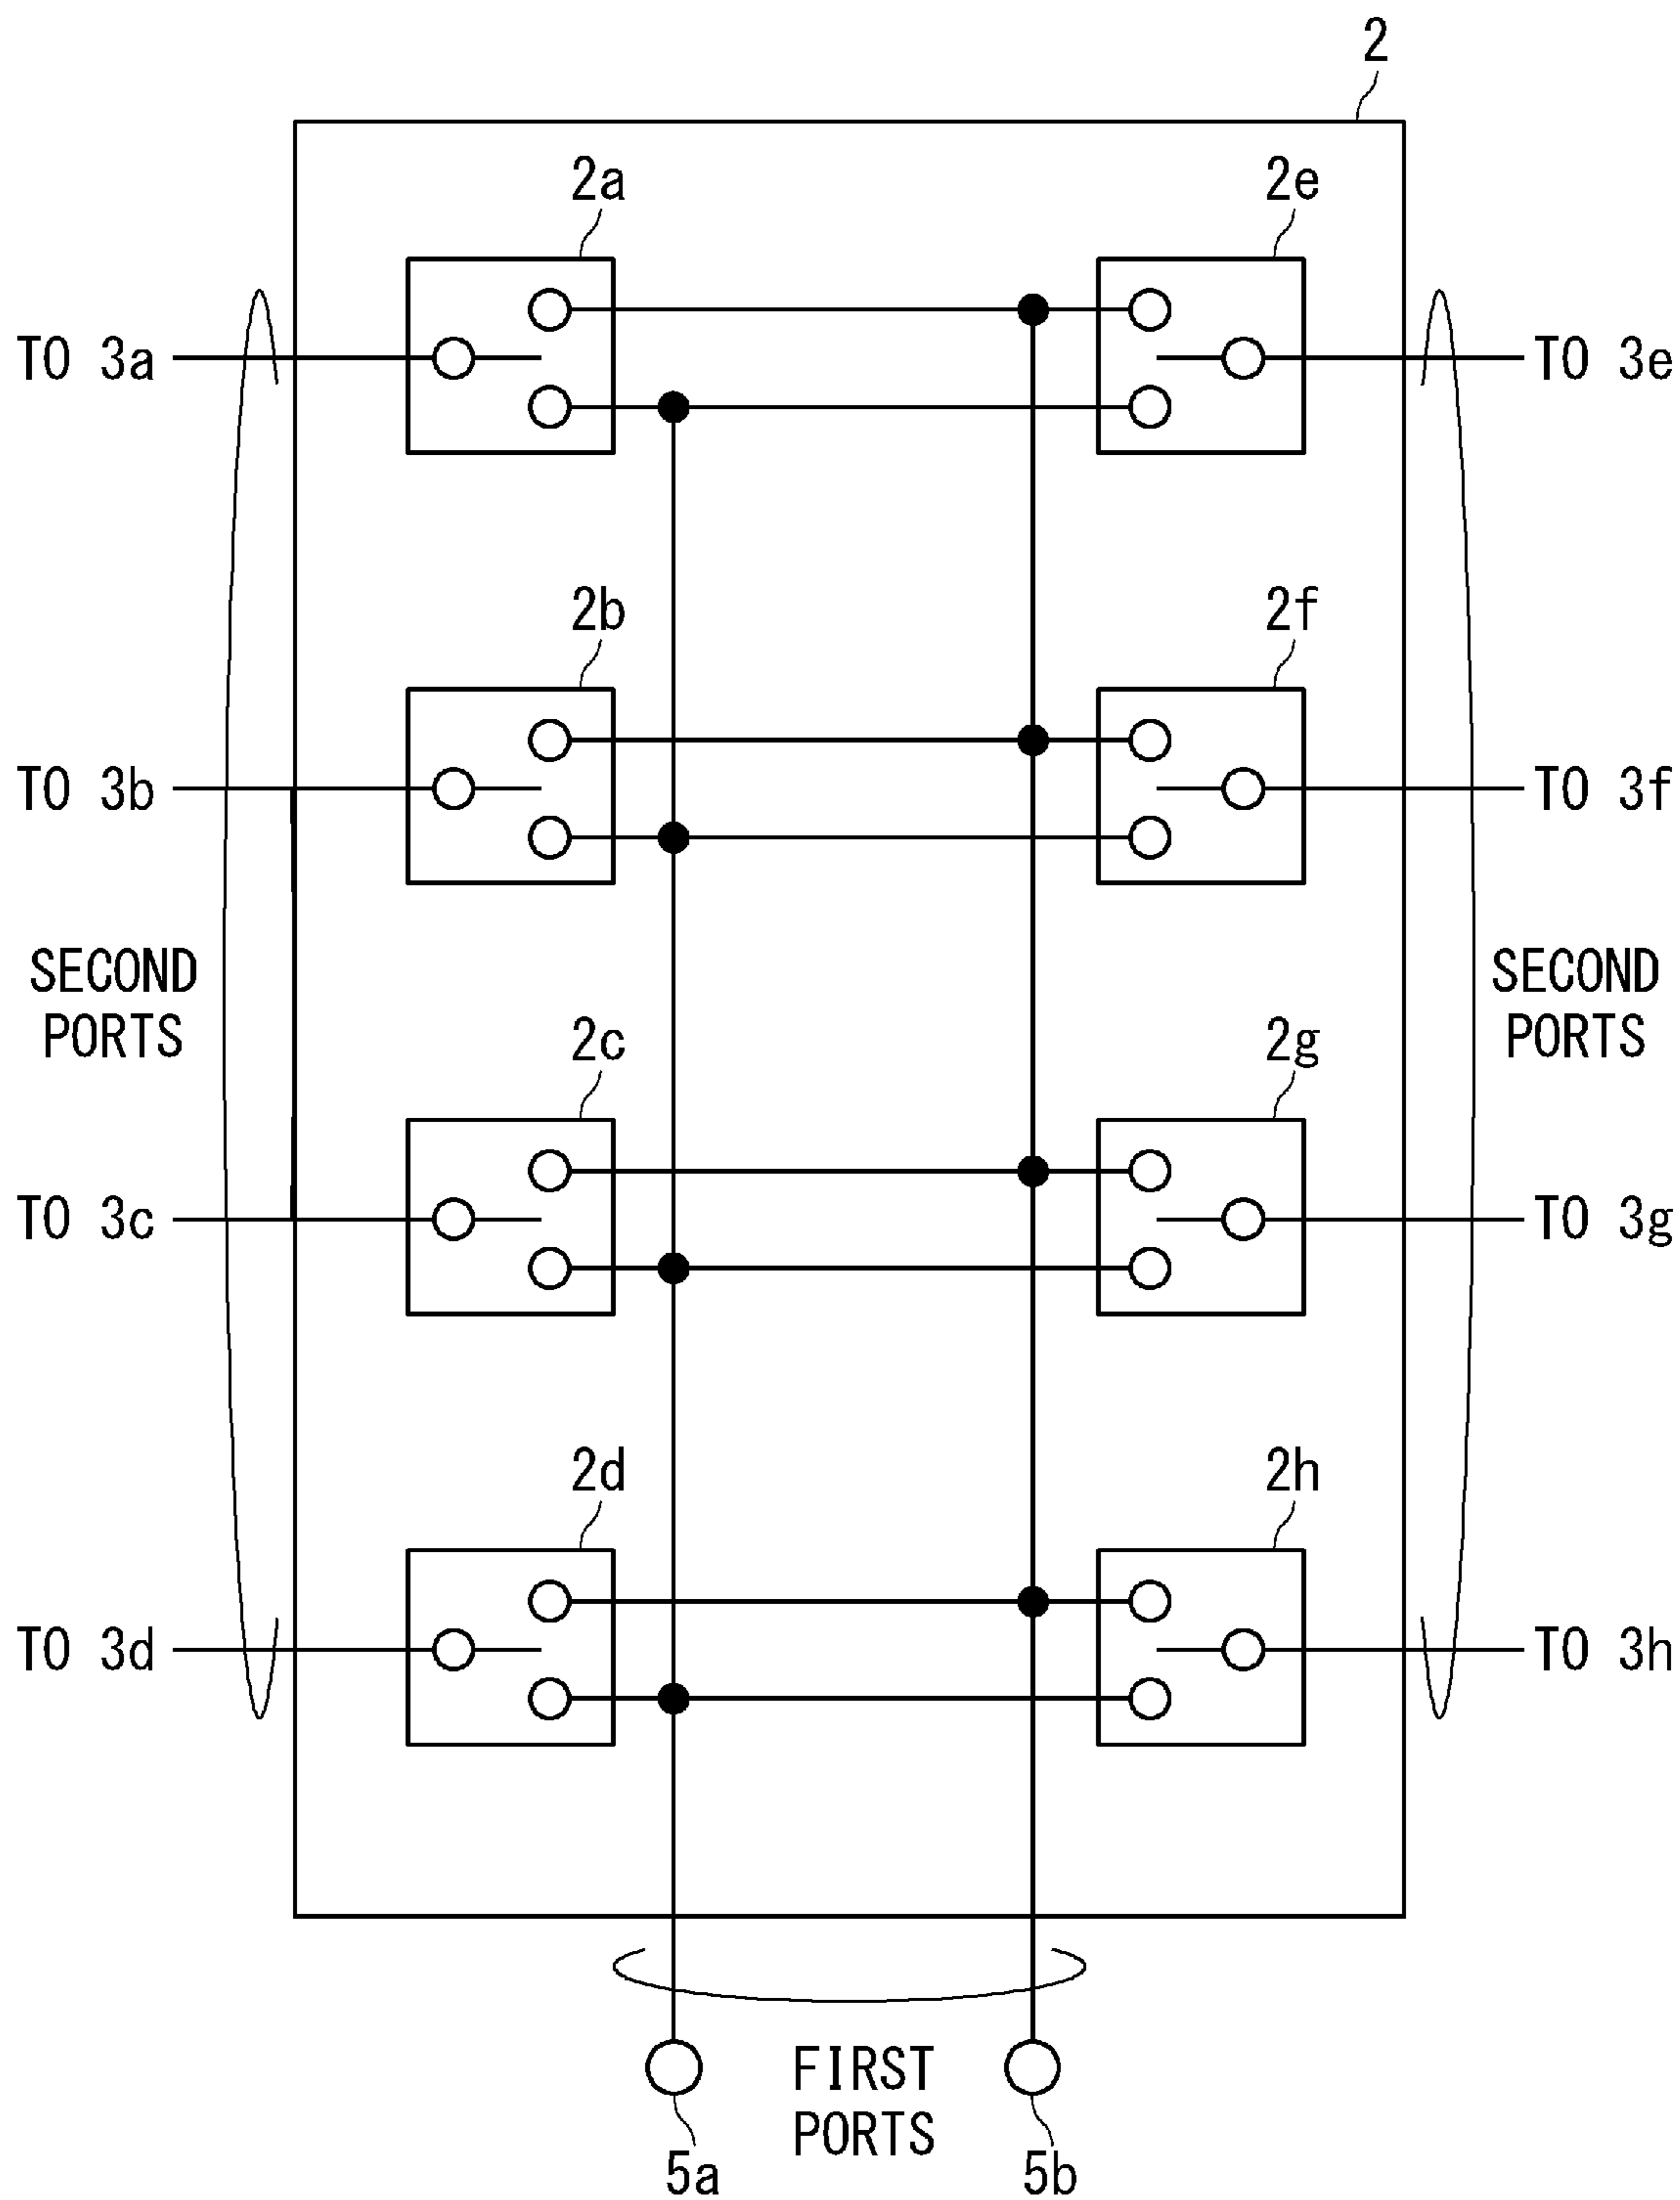 2
2a
2e
TO 3a
TO 3e
2b
2f
TO 3b
TO 3f
SECOND
PORTS
SECOND
PORTS
2c
2g
TO 3c
TO 3g
2d
2h
TO 3d
TO 3h
FIRST
PORTS
5a
5b